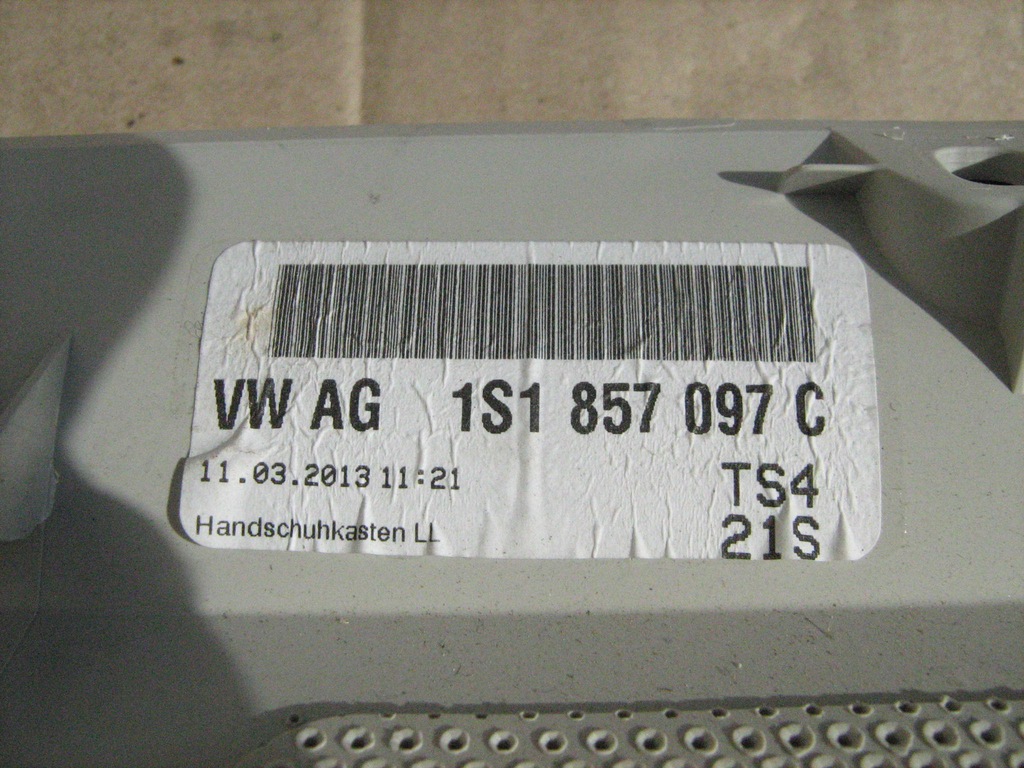 VW AG 1S1 857 097 C
11.03.2013 11:21
TS4
Handschuhkasten LL
21S